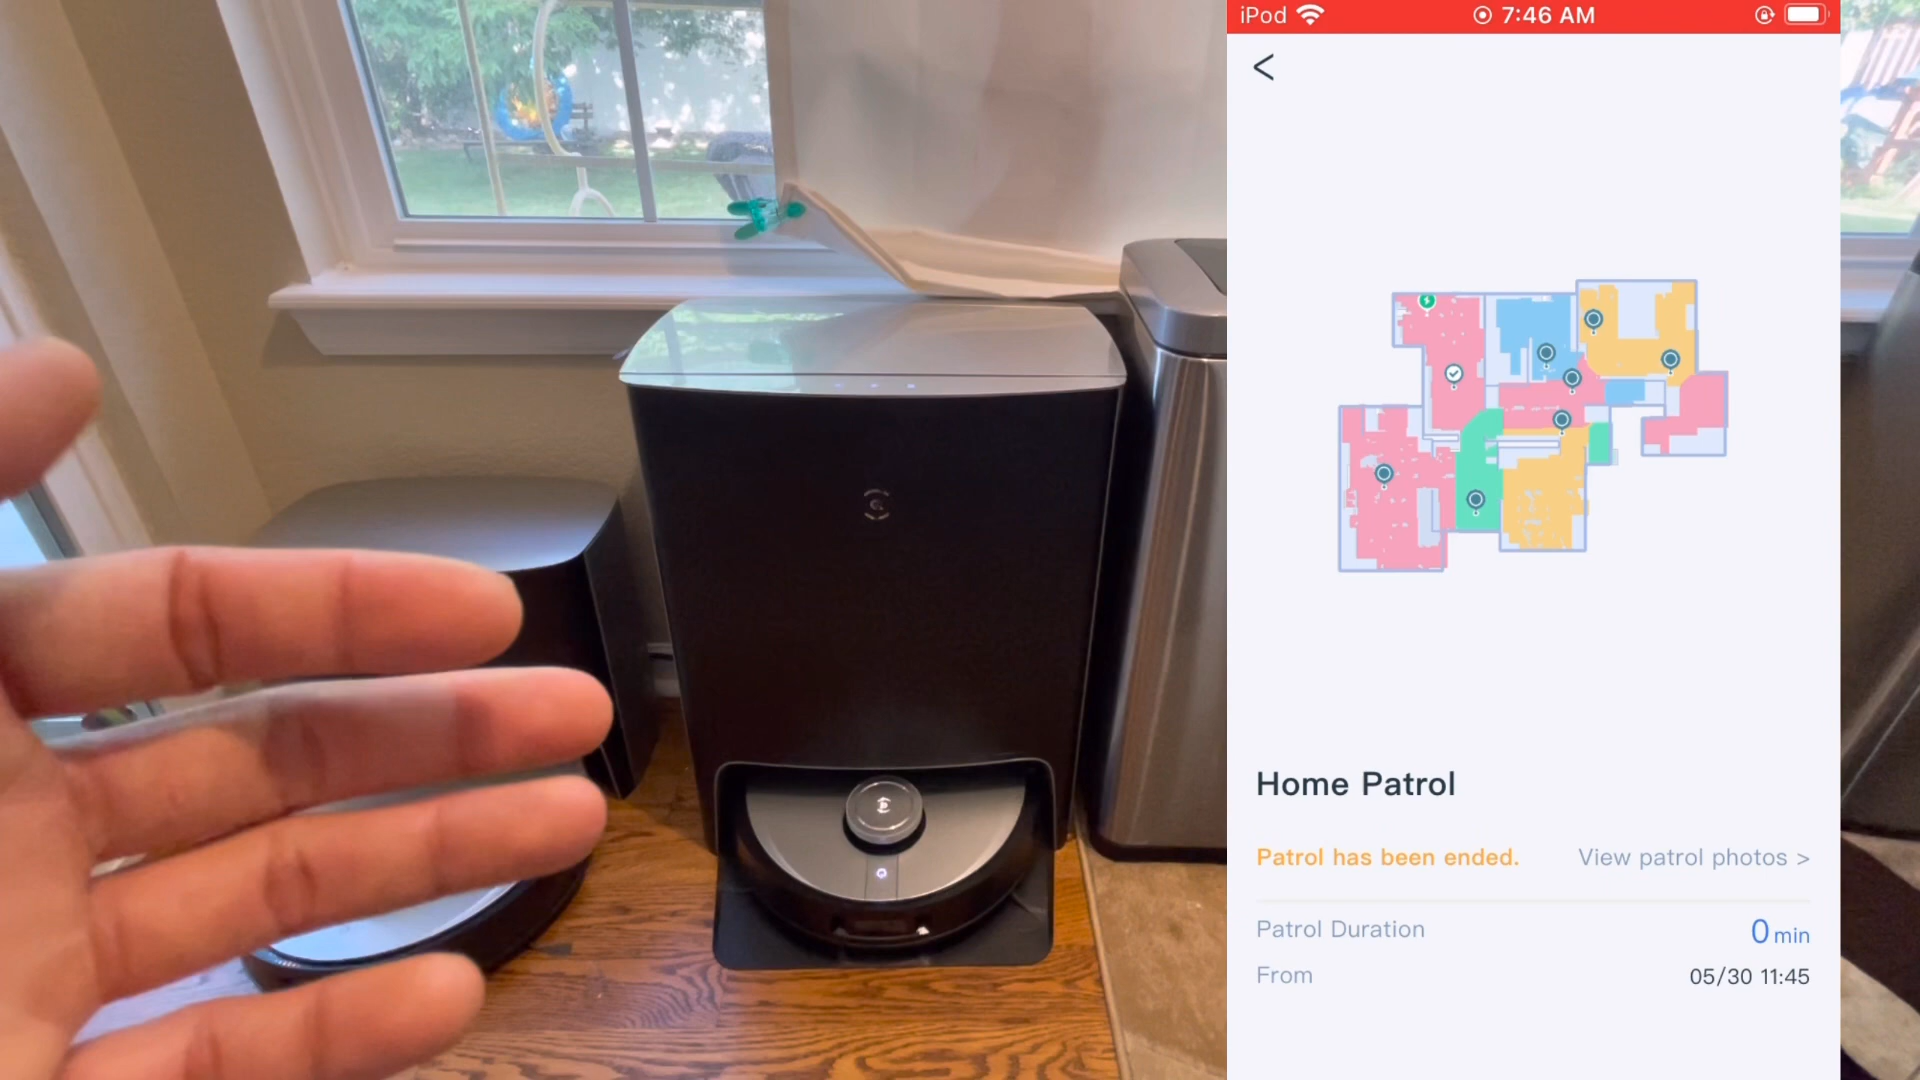 iPod 7:46 AM
<
Home Patrol
Patrol has been ended. View patrol photos >
Patrol Duration 0 min
From 05/30 11:45